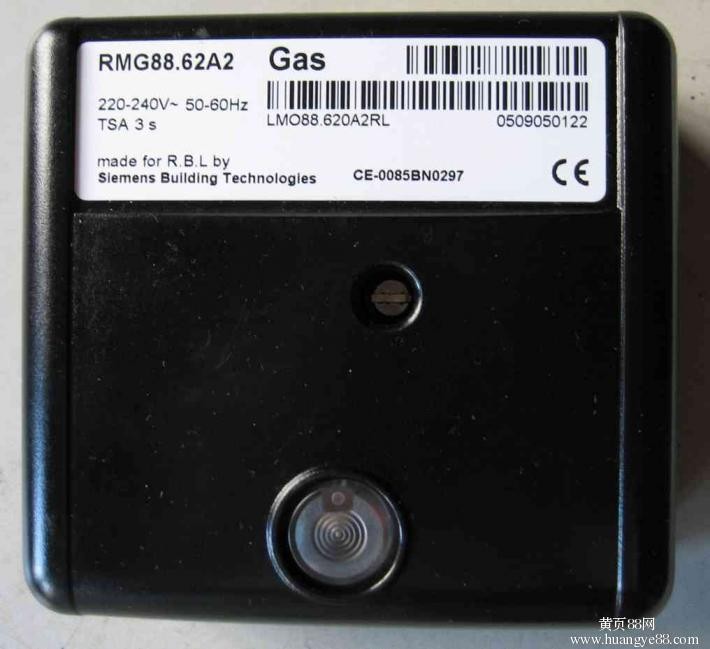 RMG88.62A2 Gas
220-240V~ 50-60Hz
TSA 3 s
LMO88.620A2RL 0509050122
made for R.B.L by
Siemens Building Technologies CE-0085BN0297
CE
黄页88网
www.huangye88.com